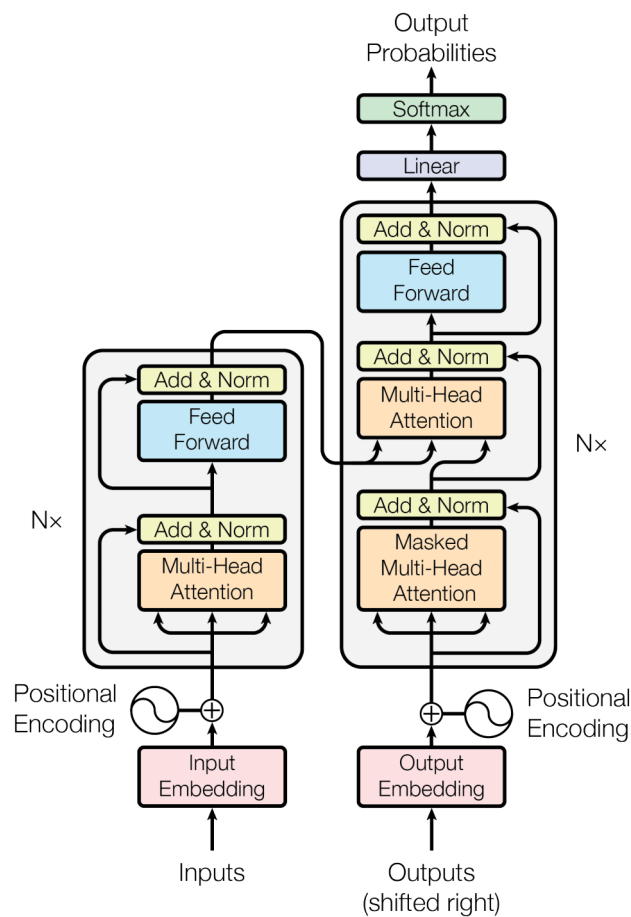 Output
Probabilities
Softmax
Linear
Add & Norm
Feed
Forward
Add & Norm
Multi-Head
Attention
Add & Norm
Masked
Multi-Head
Attention
N×
Add & Norm
Feed
Forward
Add & Norm
Multi-Head
Attention
N×
Positional
Encoding
Positional
Encoding
Input
Embedding
Output
Embedding
Inputs
Outputs
(shifted right)